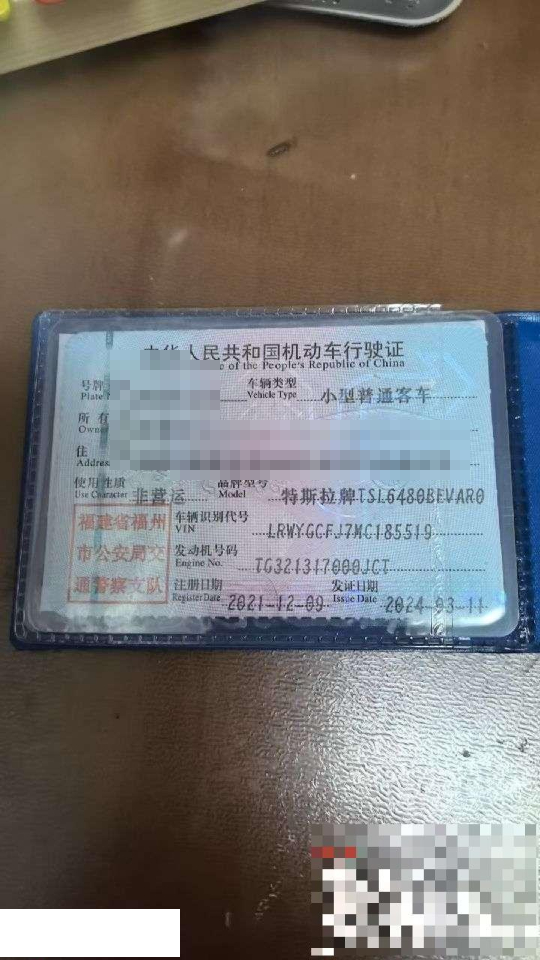 中华人民共和国机动车行驶证
e of the People's Republic of China
号牌
Plate
车辆类型
Vehicle Type
小型普通客车
所有
Owne
住
Address
使用性质
Use Character
非营运
品牌型号
Model
特斯拉牌TSL6480BEVAR0
福建省福州
市公安局交
通警察支队
车辆识别代号
VIN
LRWYGCFJ7MC185519
发动机号码
Engine No.
TG321317000JCT
注册日期
Register Date
2021-12-09
发证日期
Issue Date
2024-03-11